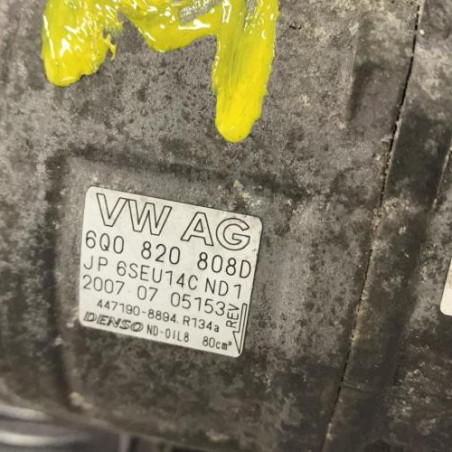 VW AG
6Q0 820 808D
JP 6SEU14C ND1
2007 07 05153
REV
447190-8894 R134a
DENSO ND-OIL8 80cm³